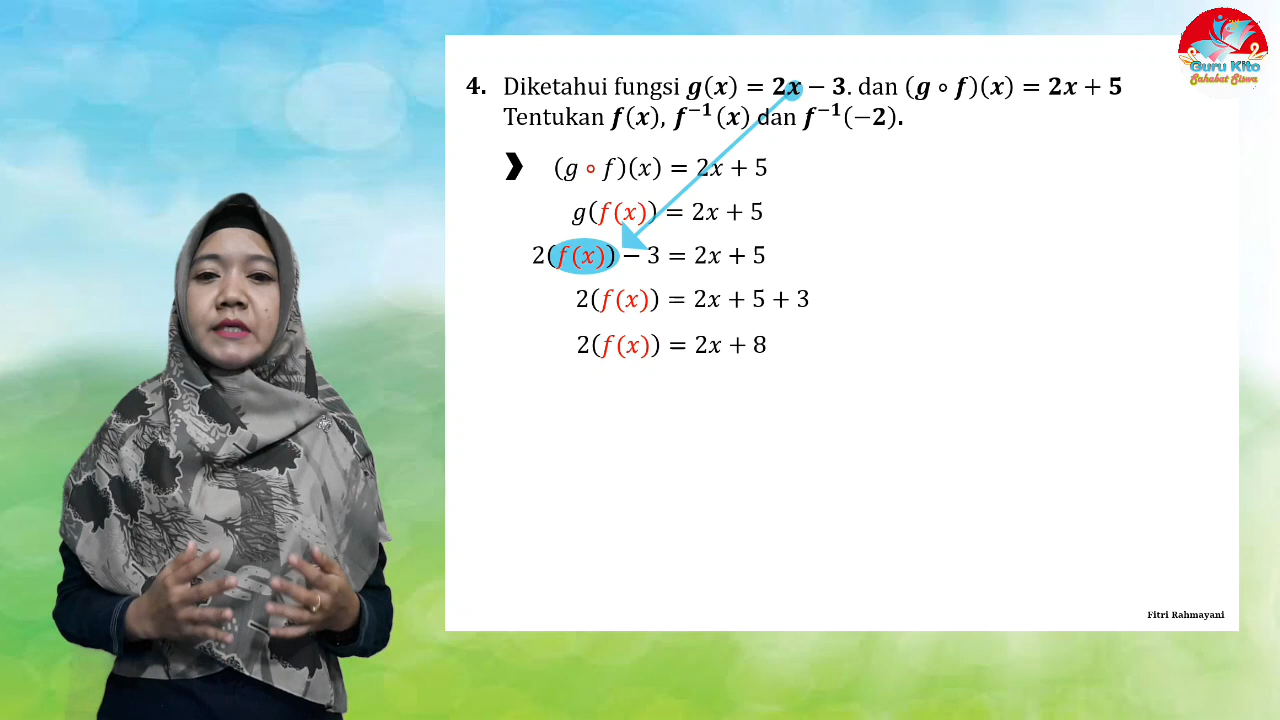 Guru Kito
Sahabat Siswa
4. Diketahui fungsi g(x) = 2x − 3. dan (g ∘ f)(x) = 2x + 5
Tentukan f(x), f⁻¹(x) dan f⁻¹(−2).
❯ (g ∘ f)(x) = 2x + 5
g(f(x)) = 2x + 5
2(f(x)) − 3 = 2x + 5
2(f(x)) = 2x + 5 + 3
2(f(x)) = 2x + 8
Fitri Rahmayani